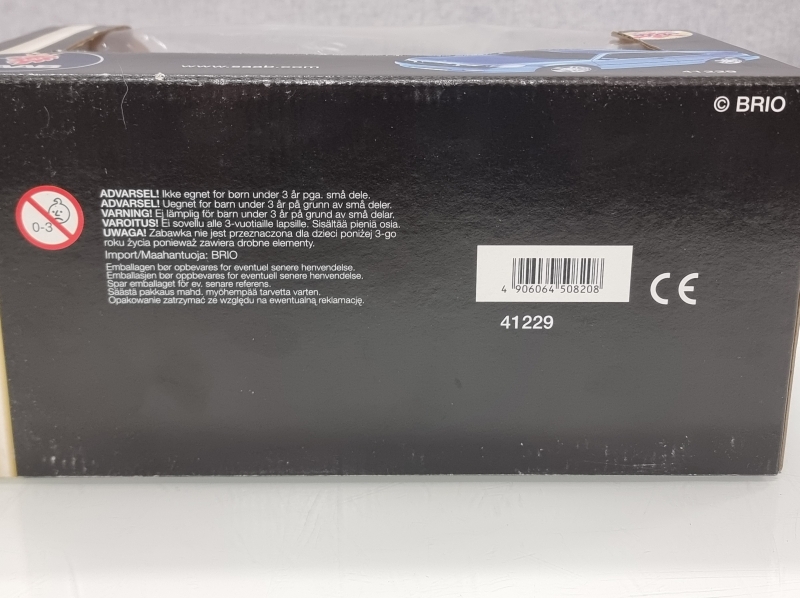 www.saab.com
41229
© BRIO
0-3
ADVARSEL! Ikke egnet for børn under 3 år pga. små dele.
ADVARSEL! Uegnet for barn under 3 år på grunn av små deler.
VARNING! Ej lämplig för barn under 3 år på grund av små delar.
VAROITUS! Ei sovellu alle 3-vuotiaille lapsille. Sisältää pieniä osia.
UWAGA! Zabawka nie jest przeznaczona dla dzieci poniżej 3-go
roku życia ponieważ zawiera drobne elementy.
Import/Maahantuoja: BRIO
Emballagen bør opbevares for eventuel senere henvendelse.
Emballasjen bør oppbevares for eventuell senere henvendelse.
Spar emballaget för ev. senare referens.
Säästä pakkaus mahd. myöhempää tarvetta varten.
Opakowanie zatrzymać ze względu na ewentualną reklamację.
4 906064 508208
CE
41229